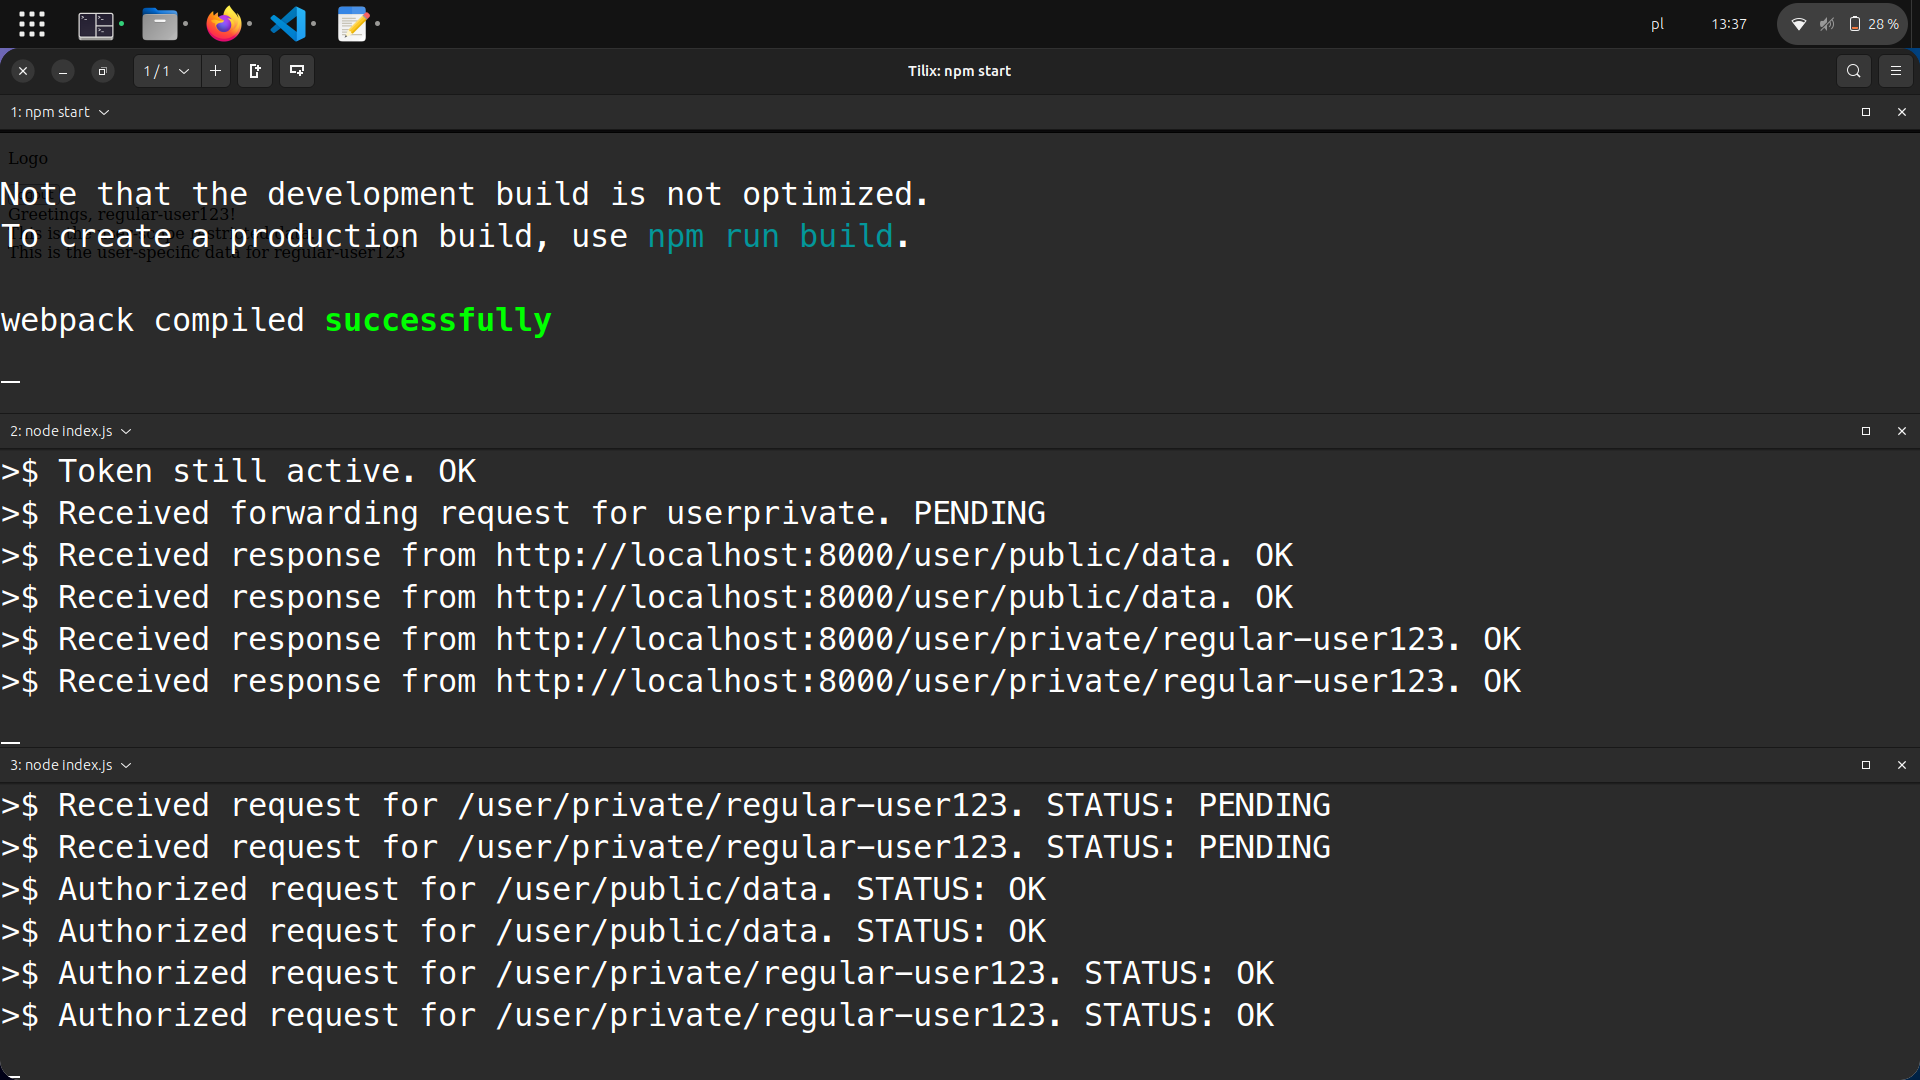 pl 13:37 28 %
1 / 1 Tilix: npm start
1: npm start
Logo
Note that the development build is not optimized.
Greetings, regular-user123!
To create a production build, use npm run build.
This is the user-specific data for regular-user123
webpack compiled successfully
2: node index.js
>$ Token still active. OK
>$ Received forwarding request for userprivate. PENDING
>$ Received response from http://localhost:8000/user/public/data. OK
>$ Received response from http://localhost:8000/user/public/data. OK
>$ Received response from http://localhost:8000/user/private/regular-user123. OK
>$ Received response from http://localhost:8000/user/private/regular-user123. OK
3: node index.js
>$ Received request for /user/private/regular-user123. STATUS: PENDING
>$ Received request for /user/private/regular-user123. STATUS: PENDING
>$ Authorized request for /user/public/data. STATUS: OK
>$ Authorized request for /user/public/data. STATUS: OK
>$ Authorized request for /user/private/regular-user123. STATUS: OK
>$ Authorized request for /user/private/regular-user123. STATUS: OK